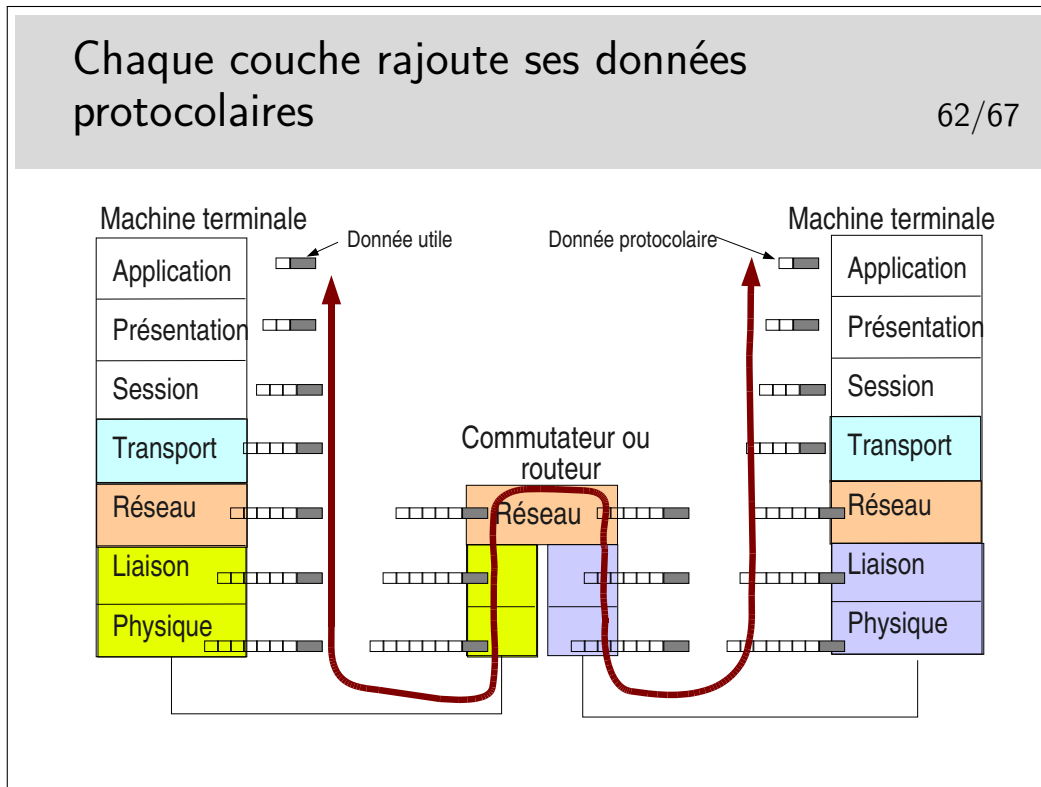 Chaque couche rajoute ses données
protocolaires
62/67
Machine terminale
Machine terminale
Donnée utile
Donnée protocolaire
Application
Application
Présentation
Présentation
Session
Session
Commutateur ou
routeur
Transport
Transport
Réseau
Réseau
Réseau
Liaison
Liaison
Physique
Physique